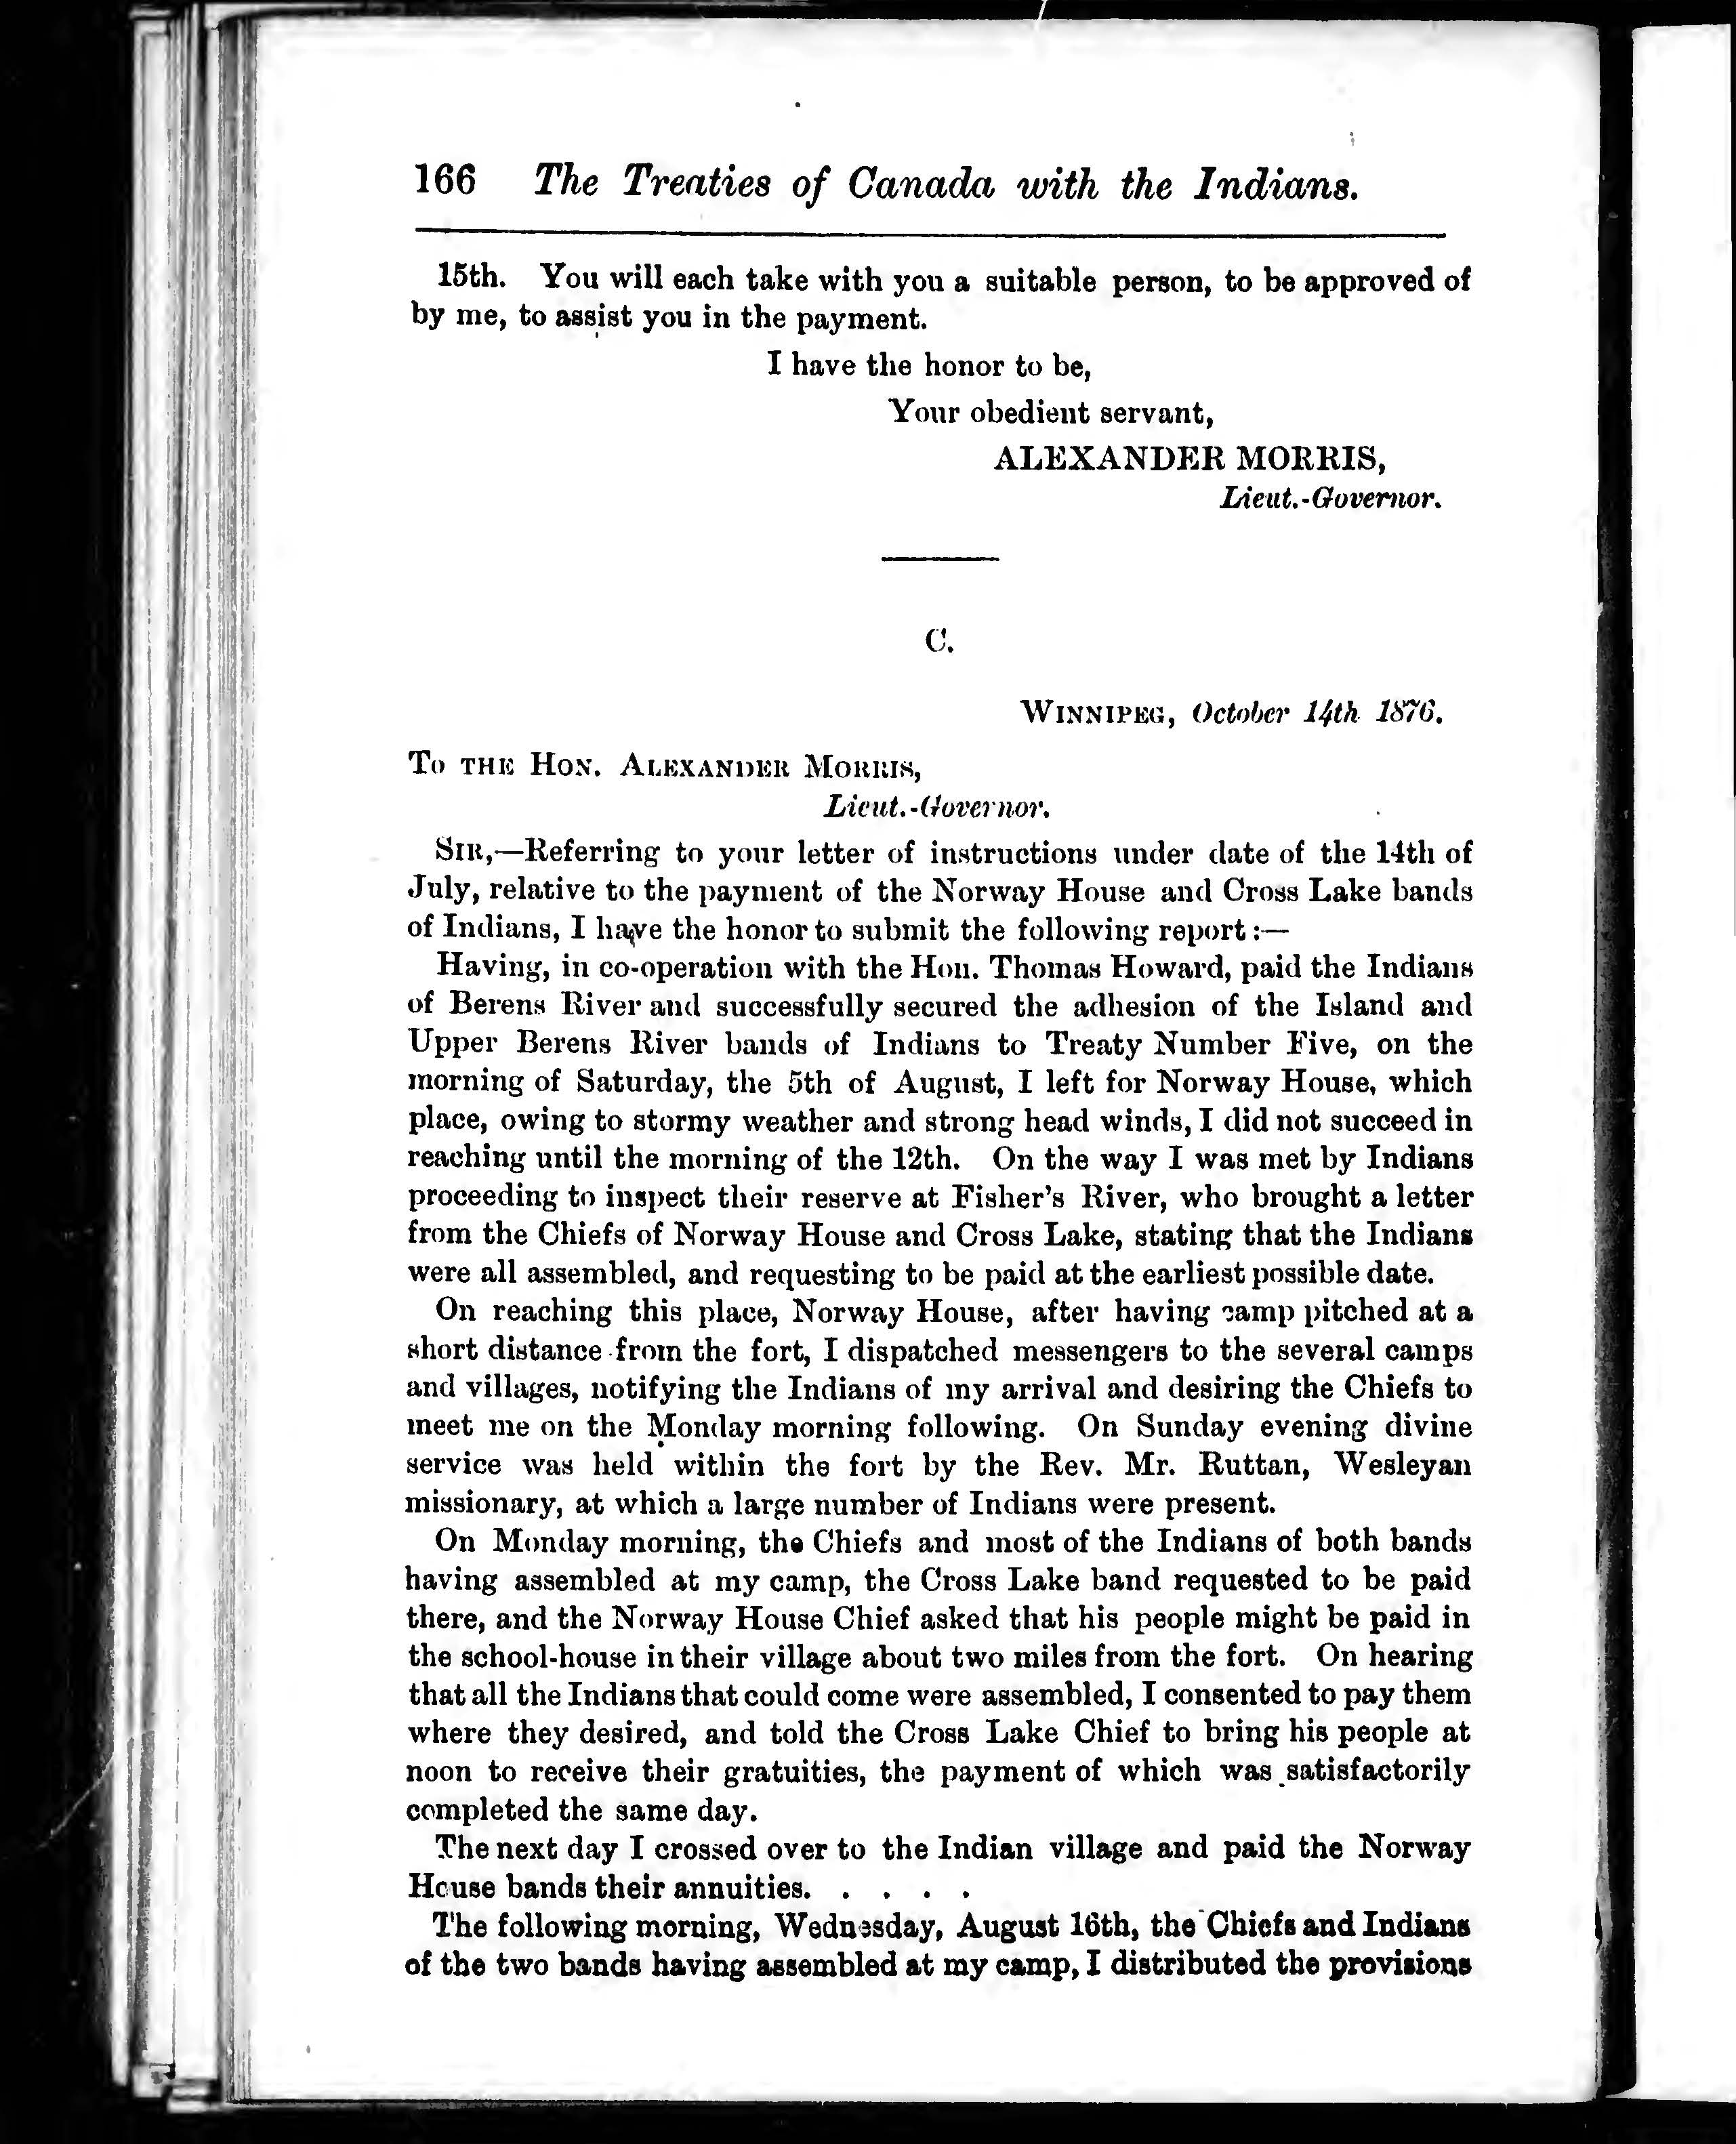 166 The Treaties of Canada with the Indians.
15th. You will each take with you a suitable person, to be approved of
by me, to assist you in the payment.
I have the honor to be,
Your obedient servant,
ALEXANDER MORRIS,
Lieut.-Governor.
C.
WINNIPEG, October 14th 1876.
TO THE HON. ALEXANDER MORRIS,
Lieut.-Governor.
SIR,—Referring to your letter of instructions under date of the 14th of
July, relative to the payment of the Norway House and Cross Lake bands
of Indians, I have the honor to submit the following report :—
Having, in co-operation with the Hon. Thomas Howard, paid the Indians
of Berens River and successfully secured the adhesion of the Island and
Upper Berens River bands of Indians to Treaty Number Five, on the
morning of Saturday, the 5th of August, I left for Norway House, which
place, owing to stormy weather and strong head winds, I did not succeed in
reaching until the morning of the 12th. On the way I was met by Indians
proceeding to inspect their reserve at Fisher's River, who brought a letter
from the Chiefs of Norway House and Cross Lake, stating that the Indians
were all assembled, and requesting to be paid at the earliest possible date.
On reaching this place, Norway House, after having camp pitched at a
short distance from the fort, I dispatched messengers to the several camps
and villages, notifying the Indians of my arrival and desiring the Chiefs to
meet me on the Monday morning following. On Sunday evening divine
service was held within the fort by the Rev. Mr. Ruttan, Wesleyan
missionary, at which a large number of Indians were present.
On Monday morning, the Chiefs and most of the Indians of both bands
having assembled at my camp, the Cross Lake band requested to be paid
there, and the Norway House Chief asked that his people might be paid in
the school-house in their village about two miles from the fort. On hearing
that all the Indians that could come were assembled, I consented to pay them
where they desired, and told the Cross Lake Chief to bring his people at
noon to receive their gratuities, the payment of which was satisfactorily
completed the same day.
The next day I crossed over to the Indian village and paid the Norway
House bands their annuities. . . . .
The following morning, Wednesday, August 16th, the Chiefs and Indians
of the two bands having assembled at my camp, I distributed the provisions